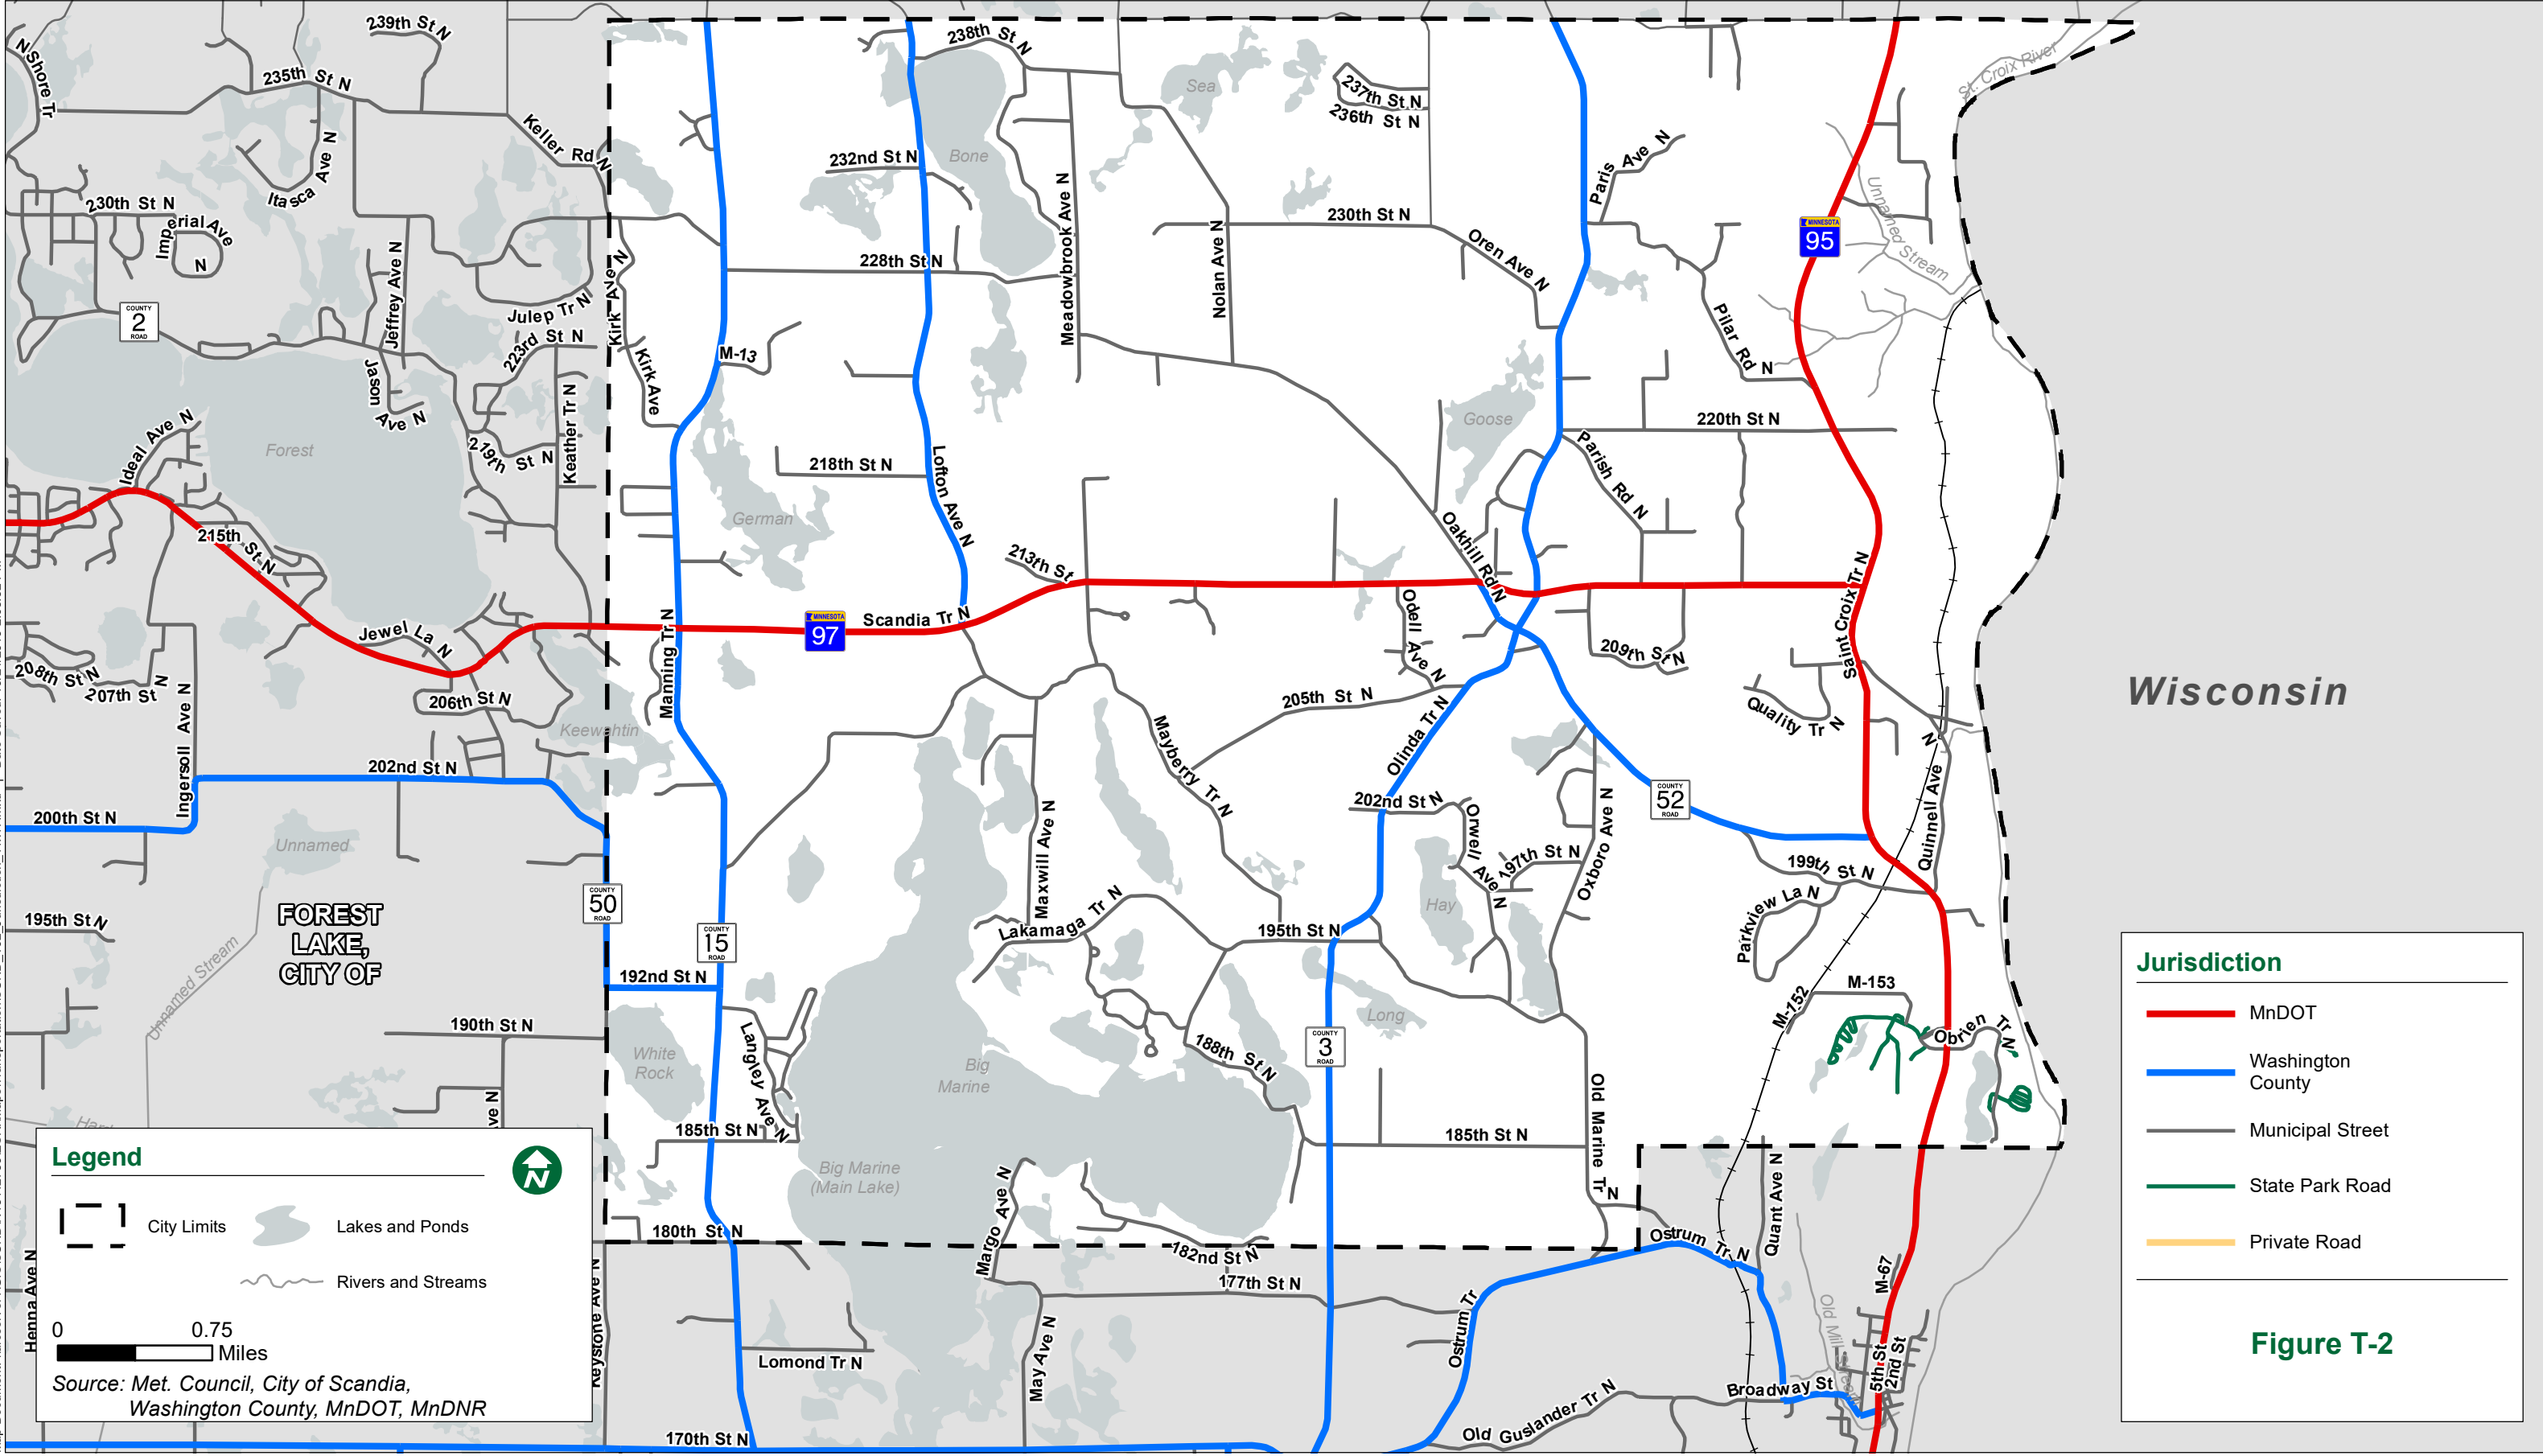 239th St N
238th St N
St. Croix River
N Shore Tr
235th St N
Sea
237th St N
236th St N
Keller Rd N
Itasca Ave N
232nd St N
Bone
Paris Ave N
230th St N
Imperial Ave N
Meadowbrook Ave N
230th St N
Unnamed Stream
MINNESOTA
95
Oren Ave N
Nolan Ave N
Jeffrey Ave N
Kirk Ave N
228th St N
COUNTY
2
ROAD
Julep Tr N
223rd St N
Pilar Rd N
Kirk Ave
M-13
Jason Ave N
Keather Tr N
Ideal Ave N
Forest
219th St N
Goose
220th St N
Parish Rd N
218th St N
Lofton Ave N
German
215th St N
Oakhill Rd N
213th St
Saint Croix Tr N
Scandia Tr N
MINNESOTA
97
Manning Tr N
Odell Ave N
209th St N
Jewel La N
208th St N
207th St N
206th St N
Ingersoll Ave N
Keewahtin
205th St N
Olinda Tr N
Mayberry Tr N
Quality Tr N
Wisconsin
Quinnell Ave N
202nd St N
200th St N
202nd St N
COUNTY
52
ROAD
Maxwill Ave N
Orwell Ave N
197th St N
Oxboro Ave N
Unnamed
199th St N
Parkview La N
COUNTY
50
ROAD
FOREST
LAKE,
CITY OF
195th St N
Lakamaga Tr N
Hay
195th St N
COUNTY
15
ROAD
192nd St N
Unnamed Stream
M-153
M-152
Obrien Tr N
190th St N
White
Rock
Langley Ave N
Big
Marine
188th St N
COUNTY
3
ROAD
Long
Old Marine Tr N
Ave N
185th St N
185th St N
Big Marine
(Main Lake)
Margo Ave N
Quant Ave N
180th St N
182nd St N
Ostrum Tr N
177th St N
M-67
Henna Ave N
Keystone Ave N
May Ave N
Ostrum Tr
Lomond Tr N
5th St
2nd St
Broadway St
Old Guslander Tr N
170th St N
Legend
N
City Limits
Lakes and Ponds
Rivers and Streams
0 0.75
Miles
Source: Met. Council, City of Scandia,
Washington County, MnDOT, MnDNR
Jurisdiction
MnDOT
Washington
County
Municipal Street
State Park Road
Private Road
Figure T-2